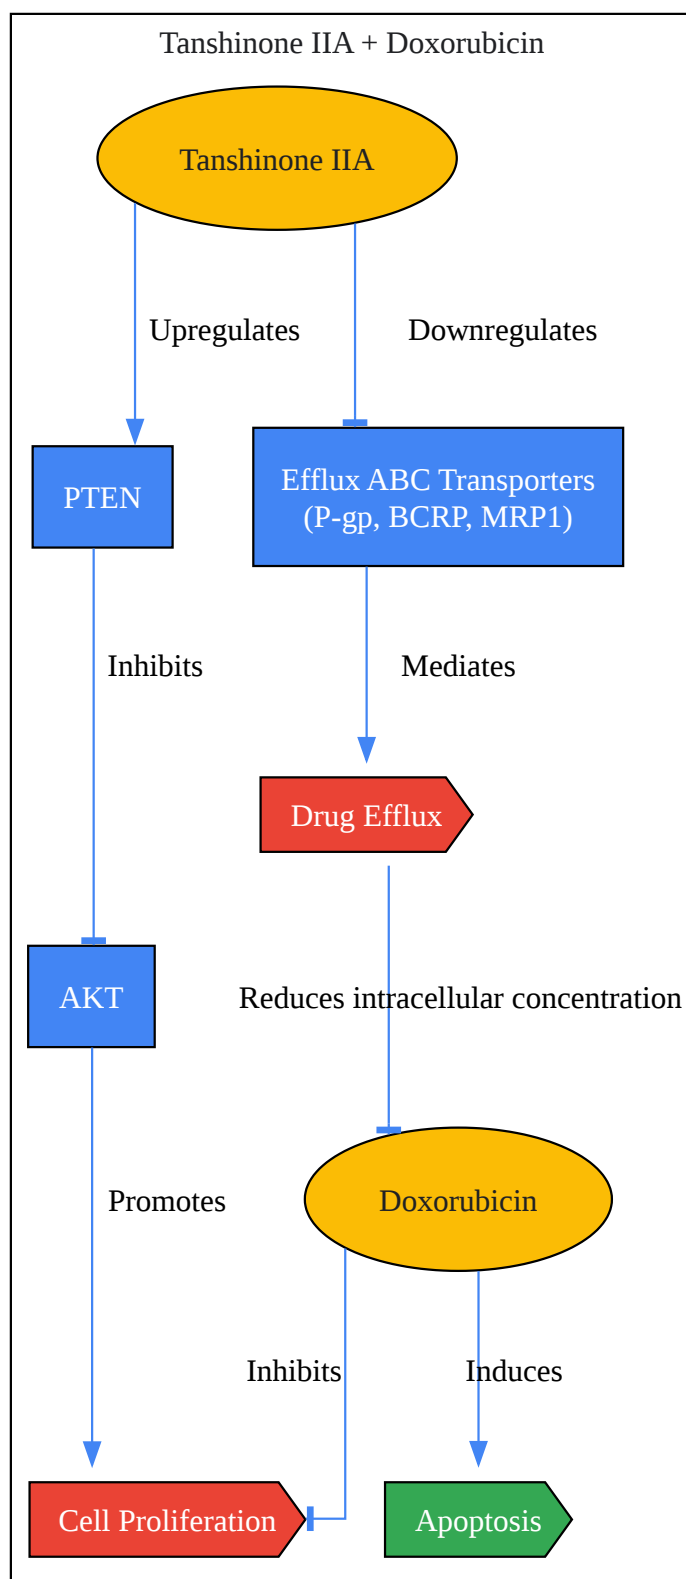 Tanshinone IIA + Doxorubicin
Tanshinone IIA
Upregulates
Downregulates
PTEN
Efflux ABC Transporters
(P-gp, BCRP, MRP1)
Inhibits
Mediates
Drug Efflux
AKT
Reduces intracellular concentration
Promotes
Doxorubicin
Inhibits
Induces
Cell Proliferation
Apoptosis